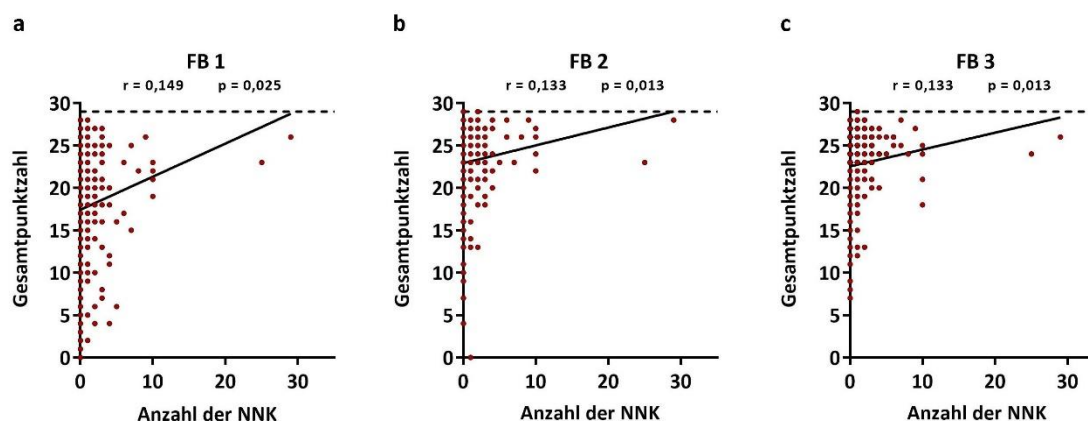 a
FB 1
r = 0,149 p = 0,025
Gesamtpunktzahl
30
25
20
15
10
5
0
0 10 20 30
Anzahl der NNK
b
FB 2
r = 0,133 p = 0,013
Gesamtpunktzahl
30
25
20
15
10
5
0
0 10 20 30
Anzahl der NNK
c
FB 3
r = 0,133 p = 0,013
Gesamtpunktzahl
30
25
20
15
10
5
0
0 10 20 30
Anzahl der NNK